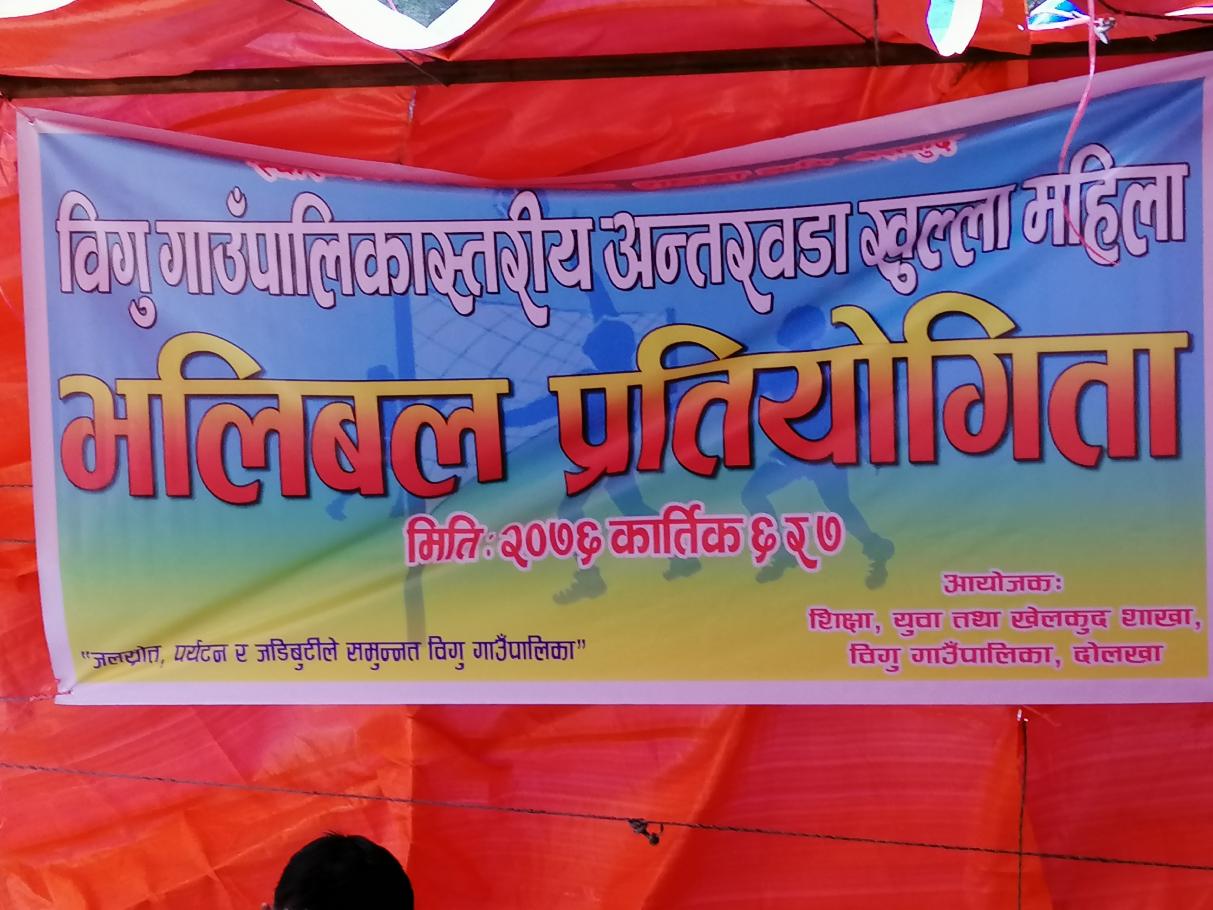 विगु गाउँपालिकास्तरीय अन्तरवडा खुल्ला महिला
भलिबल प्रतियोगिता
मिति : २०७६ कार्तिक ६ र ७
आयोजकः
शिक्षा, युवा तथा खेलकुद शाखा,
विगु गाउँपालिका, दोलखा
"जलस्रोत, पर्यटन र जडिबुटीले समुन्नत विगु गाउँपालिका"